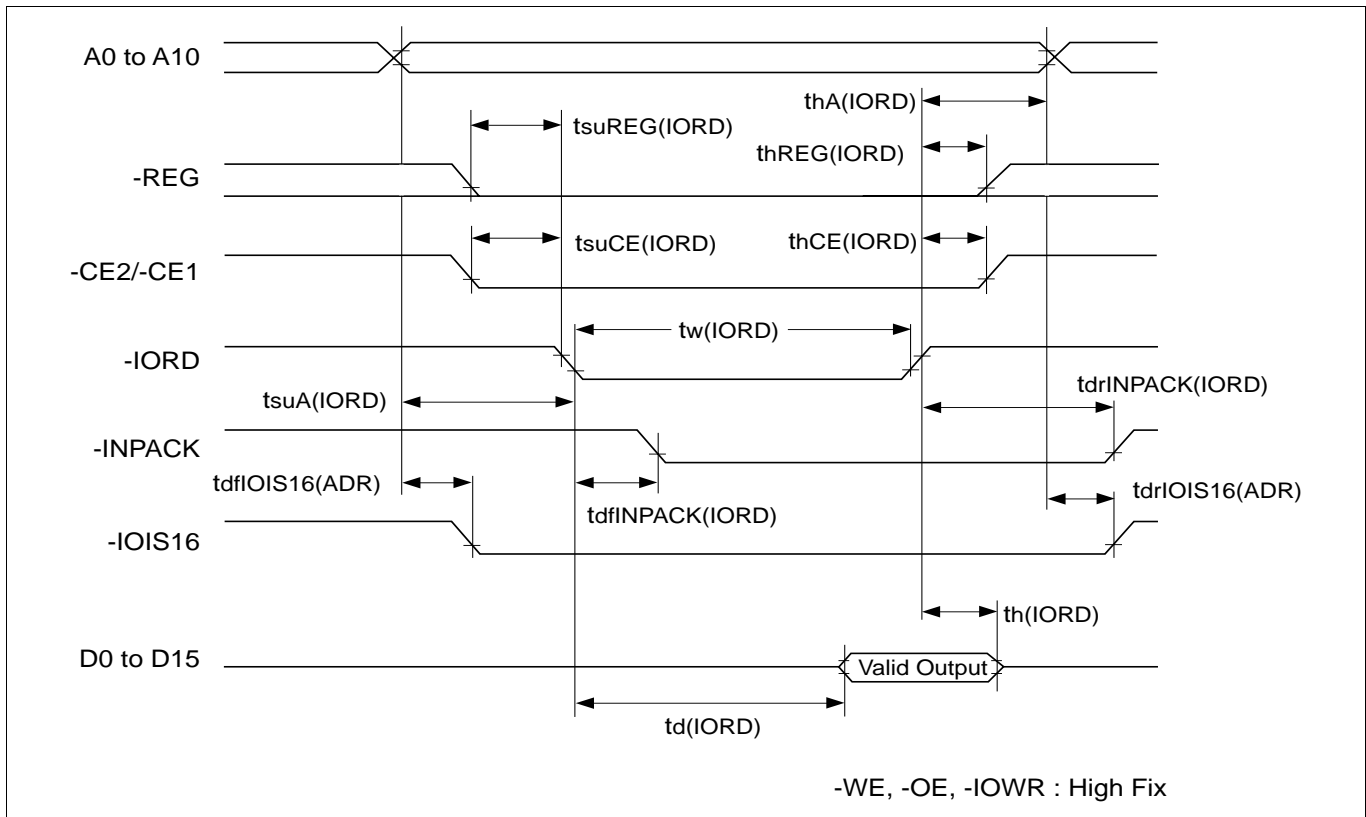 A0 to A10
thA(IORD)
tsuREG(IORD)
thREG(IORD)
-REG
tsuCE(IORD)
thCE(IORD)
-CE2/-CE1
tw(IORD)
-IORD
tdrINPACK(IORD)
tsuA(IORD)
-INPACK
tdfIOIS16(ADR)
tdrIOIS16(ADR)
tdfINPACK(IORD)
-IOIS16
th(IORD)
D0 to D15
Valid Output
td(IORD)
-WE, -OE, -IOWR : High Fix